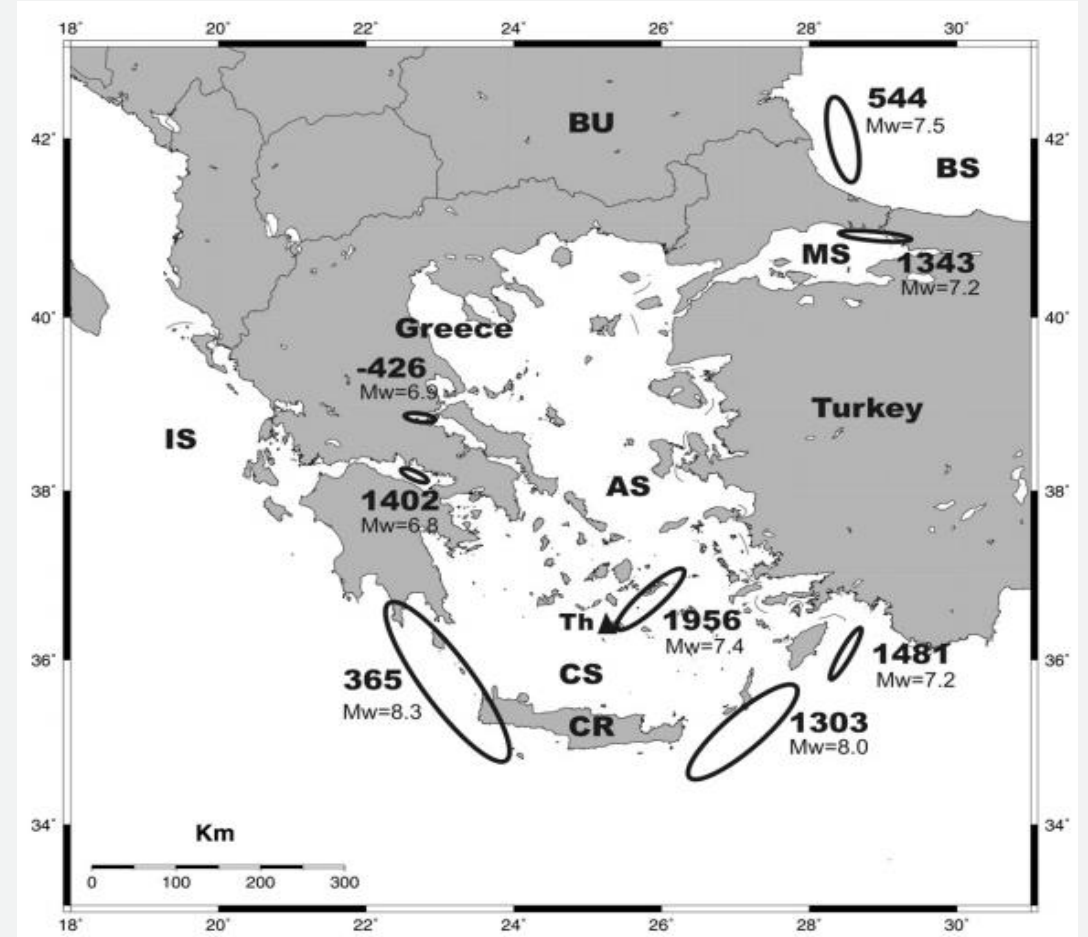 18° 20° 22° 24° 26° 28° 30°
544
Mw=7.5
BU
42° 42°
BS
MS
1343
Mw=7.2
40° 40°
Greece
-426
Mw=6.9
Turkey
IS
AS
38° 38°
1402
Mw=6.8
Th
1956
Mw=7.4
36° 36°
1481
Mw=7.2
CS
365
Mw=8.3
CR
1303
Mw=8.0
34° 34°
Km
0 100 200 300
18° 20° 22° 24° 26° 28° 30°